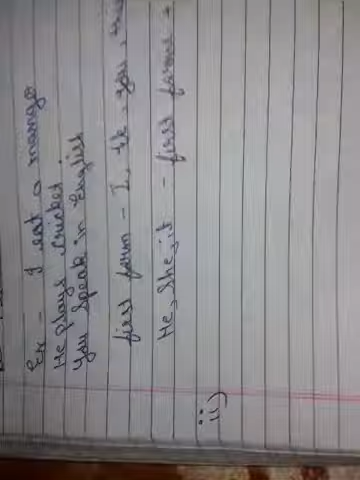 Ex - I eat a mango
He plays cricket.
You speak in English
first form - I, we, you,
He, she, it - first form +
ii)